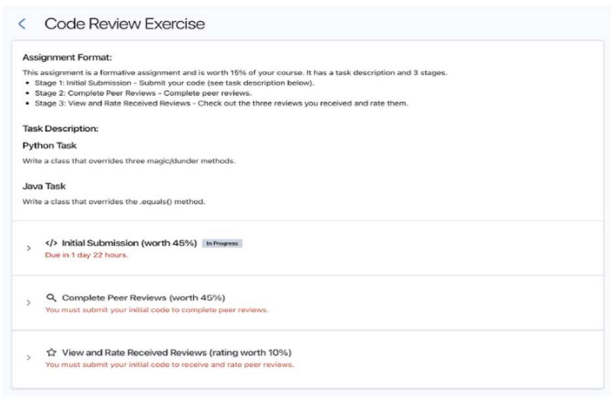 Code Review Exercise
Assignment Format:
This assignment is a formative assignment and is worth 15% of your course. It has a task description and 3 stages.
• Stage 1: Initial Submission - Submit your code (see task description below).
• Stage 2: Complete Peer Reviews - Complete peer reviews.
• Stage 3: View and Rate Received Reviews - Check out the three reviews you received and rate them.
Task Description:
Python Task
Write a class that overrides three magic/dunder methods.
Java Task
Write a class that overrides the .equals() method.
</> Initial Submission (worth 45%) In Progress
Due in 1 day 22 hours.
Complete Peer Reviews (worth 45%)
You must submit your initial code to complete peer reviews.
View and Rate Received Reviews (rating worth 10%)
You must submit your initial code to receive and rate peer reviews.